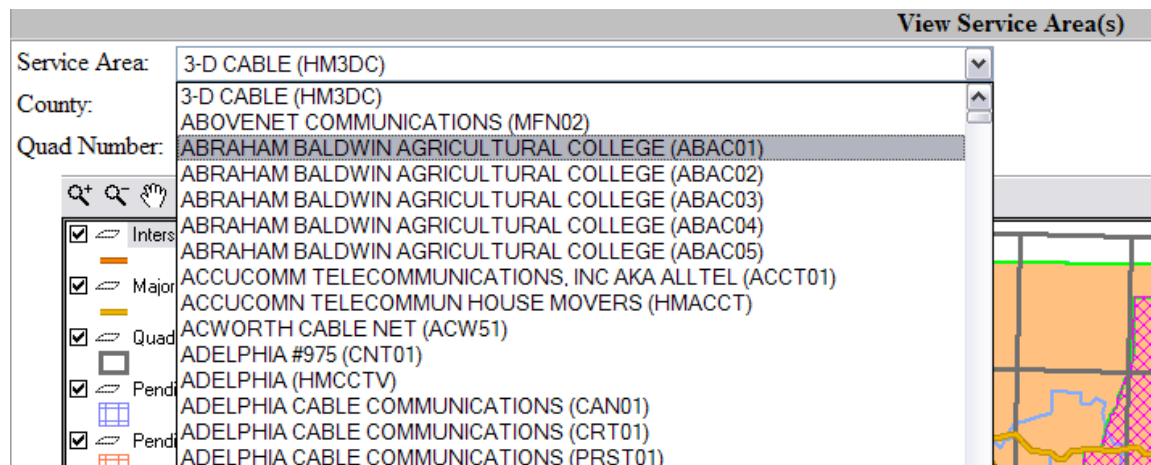 View Service Area(s)
Service Area: 3-D CABLE (HM3DC)
County:
Quad Number:
3-D CABLE (HM3DC)
ABOVENET COMMUNICATIONS (MFN02)
ABRAHAM BALDWIN AGRICULTURAL COLLEGE (ABAC01)
ABRAHAM BALDWIN AGRICULTURAL COLLEGE (ABAC02)
ABRAHAM BALDWIN AGRICULTURAL COLLEGE (ABAC03)
ABRAHAM BALDWIN AGRICULTURAL COLLEGE (ABAC04)
ABRAHAM BALDWIN AGRICULTURAL COLLEGE (ABAC05)
ACCUCOMM TELECOMMUNICATIONS, INC AKA ALLTEL (ACCT01)
ACCUCOMN TELECOMMUN HOUSE MOVERS (HMACCT)
ACWORTH CABLE NET (ACW51)
ADELPHIA #975 (CNT01)
ADELPHIA (HMCCTV)
ADELPHIA CABLE COMMUNICATIONS (CAN01)
ADELPHIA CABLE COMMUNICATIONS (CRT01)
ADELPHIA CABLE COMMUNICATIONS (PRST01)
Inters
Major
Quad
Pendi
Pendi